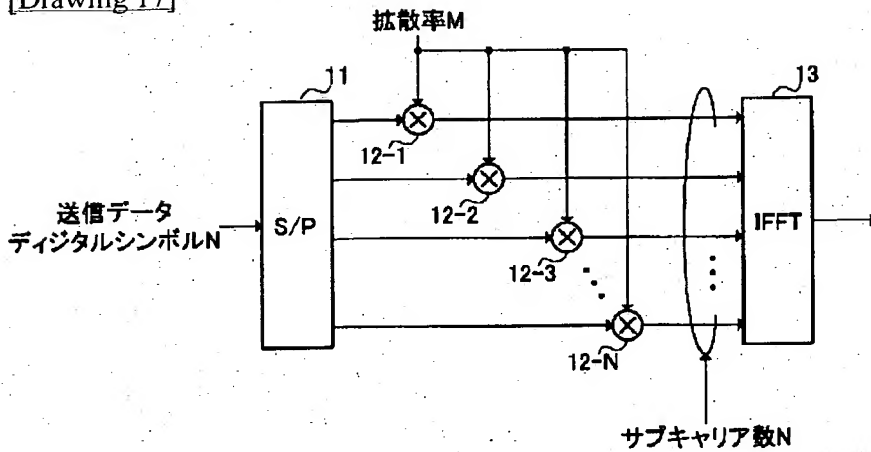 [Drawing 17]
拡散率M
11
13
12-1
12-2
送信データ
ディジタルシンボルN
S/P
IFFT
12-3
12-N
サブキャリア数N